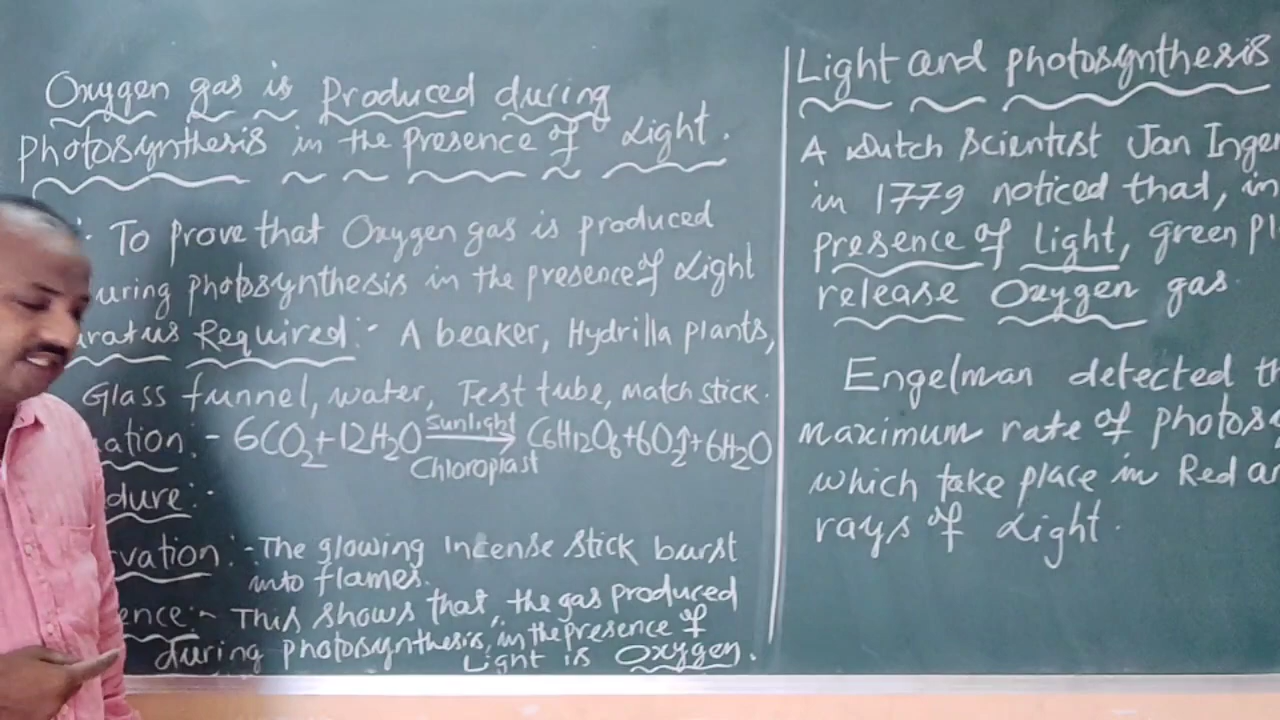 Oxygen gas is Produced during
Photosynthesis in the Presence of Light.
: To prove that Oxygen gas is produced
uring photosynthesis in the presence of Light
ratus Required:- A beaker, Hydrilla plants,
Glass funnel, water, Test tube, match stick.
ation:- 6CO2+12H2O Sunlight Chloroplast → C6H12O6+6O2↑+6H2O
dure:-
rvation:- The glowing Incense stick burst
into flames.
ence:- This shows that, the gas produced
during photosynthesis, in the presence of
Light is Oxygen.
Light and photosynthesis
A Dutch Scientist Jan Ingen
in 1779 noticed that, in
presence of light, green pl
release Oxygen gas.
Engelman detected th
maximum rate of photos
which take place in Red a
rays of Light.